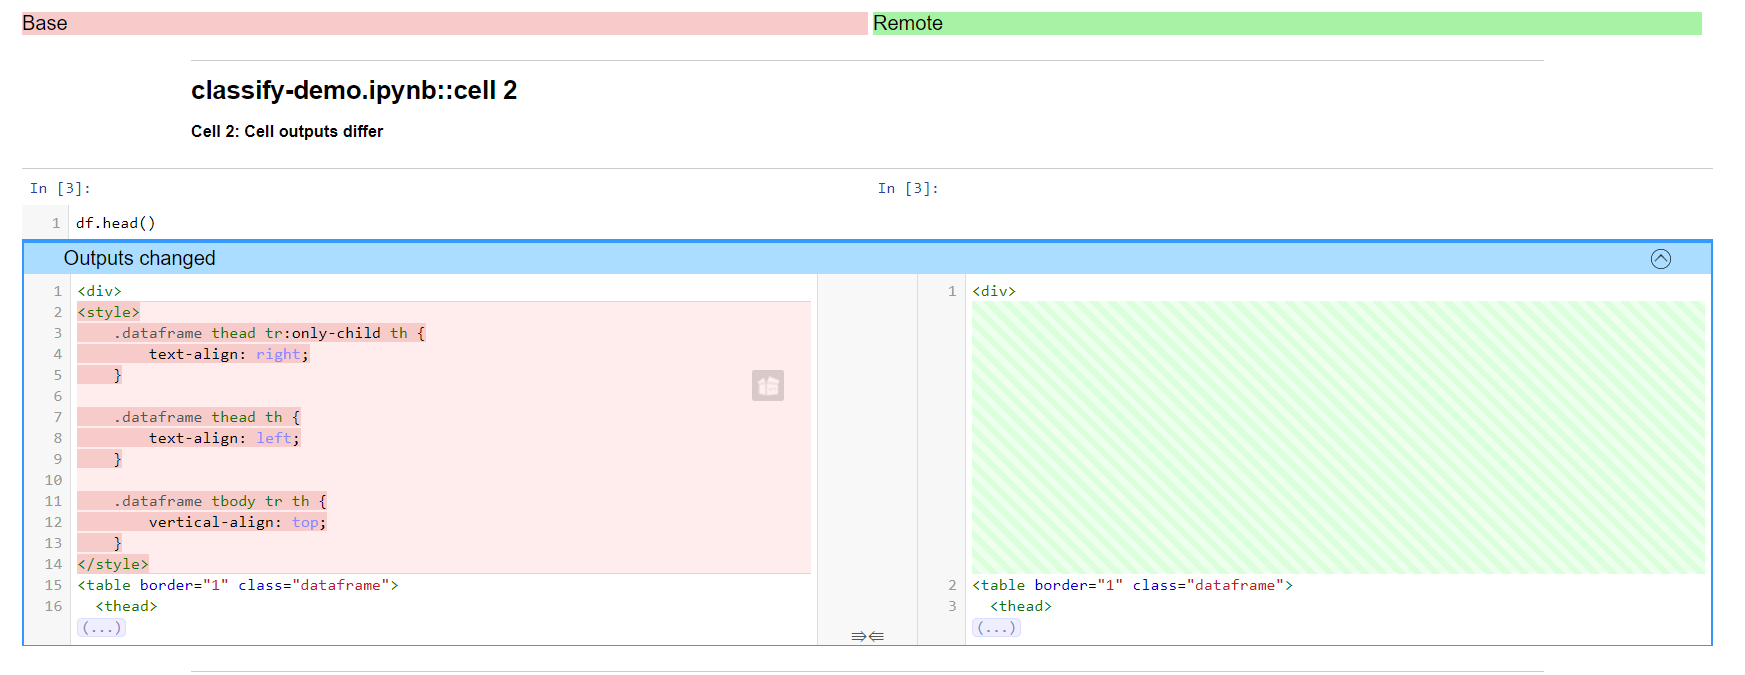 Base
Remote
classify-demo.ipynb::cell 2
Cell 2: Cell outputs differ
In [3]:
In [3]:
1 df.head()
Outputs changed
1 <div>
2 <style>
3     .dataframe thead tr:only-child th {
4         text-align: right;
5     }
6
7     .dataframe thead th {
8         text-align: left;
9     }
10
11     .dataframe tbody tr th {
12         vertical-align: top;
13     }
14 </style>
15 <table border="1" class="dataframe">
16   <thead>
(...)
1 <div>
2 <table border="1" class="dataframe">
3   <thead>
(...)